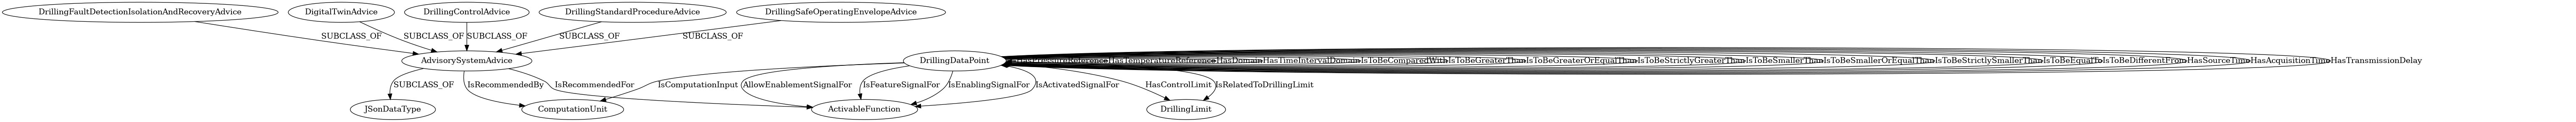 DrillingFaultDetectionIsolationAndRecoveryAdvice
DigitalTwinAdvice
DrillingControlAdvice
DrillingStandardProcedureAdvice
DrillingSafeOperatingEnvelopeAdvice
SUBCLASS_OF
SUBCLASS_OF
SUBCLASS_OF
SUBCLASS_OF
SUBCLASS_OF
AdvisorySystemAdvice
DrillingDataPoint
HasPressureReference
HasTemperatureReference
HasDomain
HasTimeIntervalDomain
IsToBeComparedWith
IsToBeGreaterThan
IsToBeGreaterOrEqualThan
IsToBeStrictlyGreaterThan
IsToBeSmallerThan
IsToBeSmallerOrEqualThan
IsToBeStrictlySmallerThan
IsToBeEqualTo
IsToBeDifferentFrom
HasSourceTime
HasAcquisitionTime
HasTransmissionDelay
SUBCLASS_OF
IsRecommendedBy
IsRecommendedFor
IsComputationInput
AllowEnablementSignalFor
IsFeatureSignalFor
IsEnablingSignalFor
IsActivatedSignalFor
HasControlLimit
IsRelatedToDrillingLimit
JSonDataType
ComputationUnit
ActivableFunction
DrillingLimit